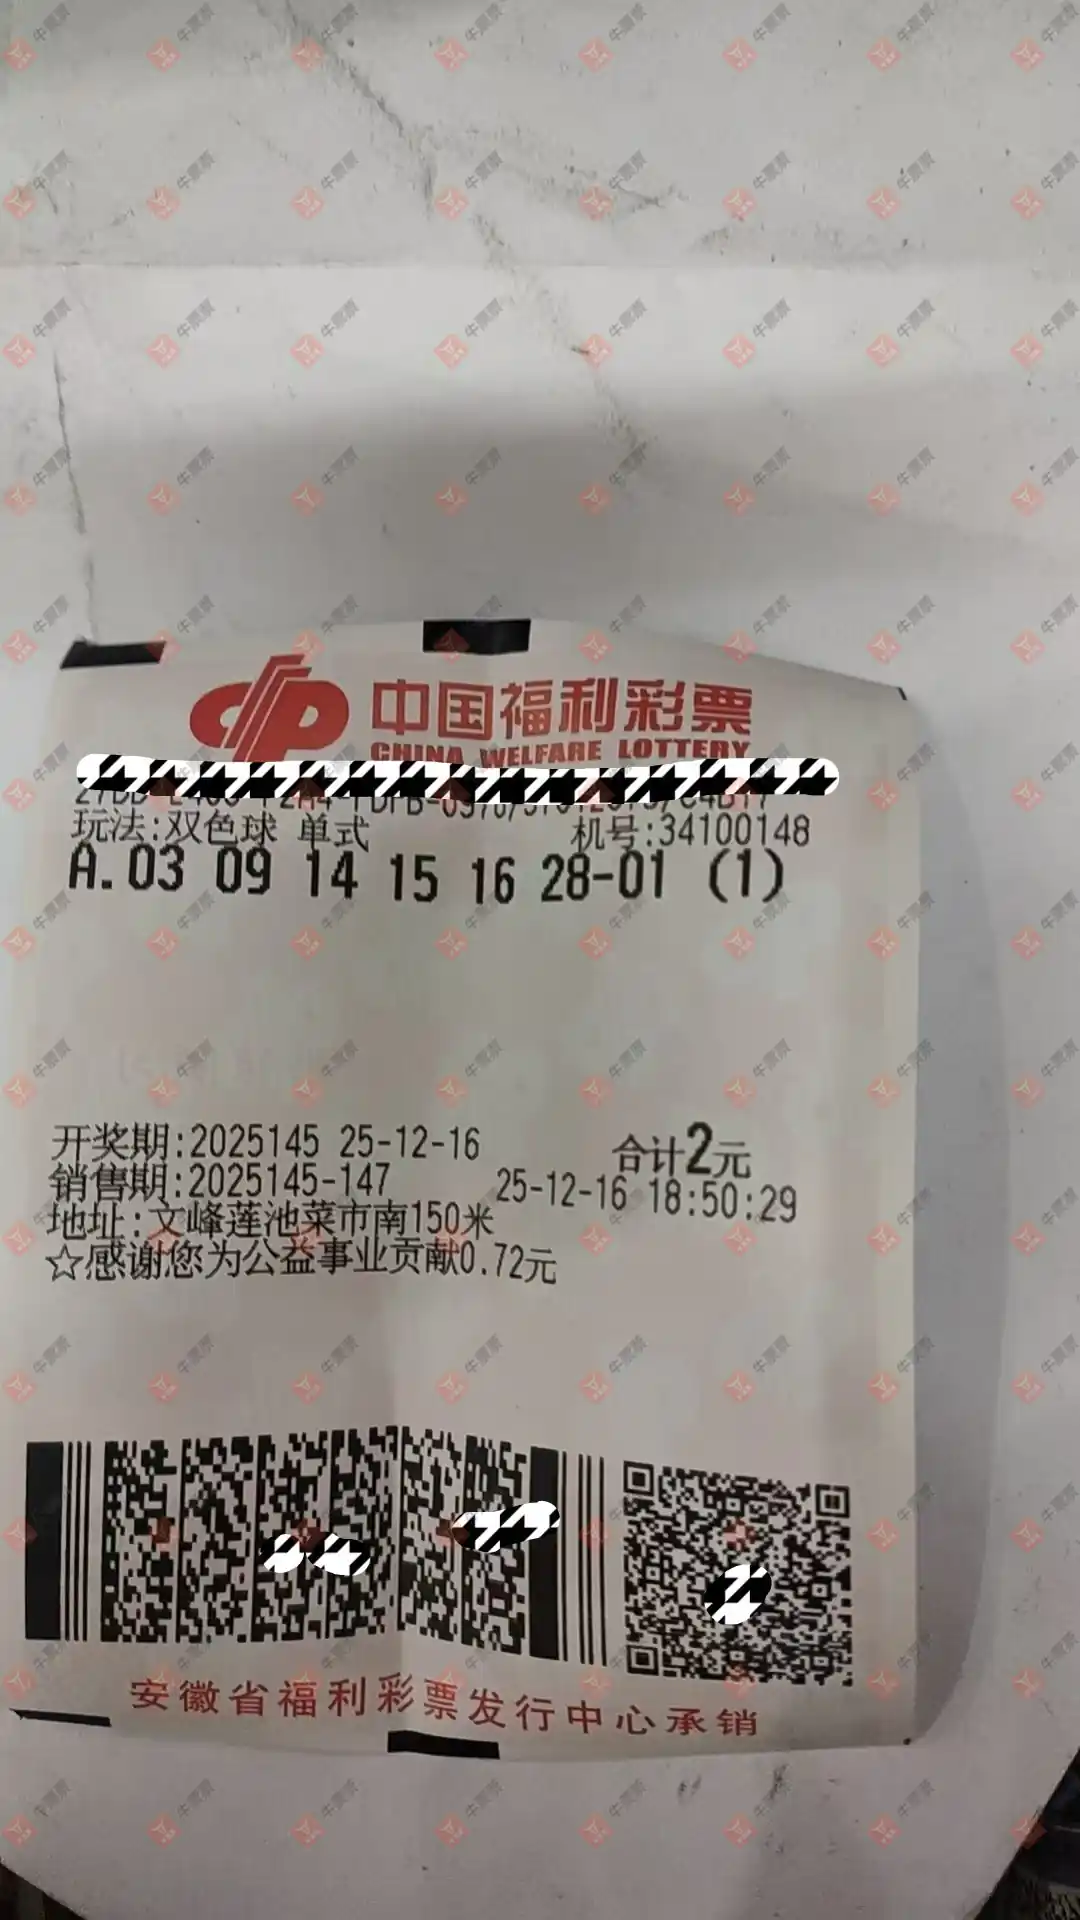 中国福利彩票
CHINA WELFARE LOTTERY
玩法:双色球 单式 机号:34100148
A.03 09 14 15 16 28-01 (1)
开奖期:2025145 25-12-16 合计2元
销售期:2025145-147 25-12-16 18:50:29
地址:文峰莲池菜市南150米
☆感谢您为公益事业贡献0.72元
安徽省福利彩票发行中心承销
牛票票